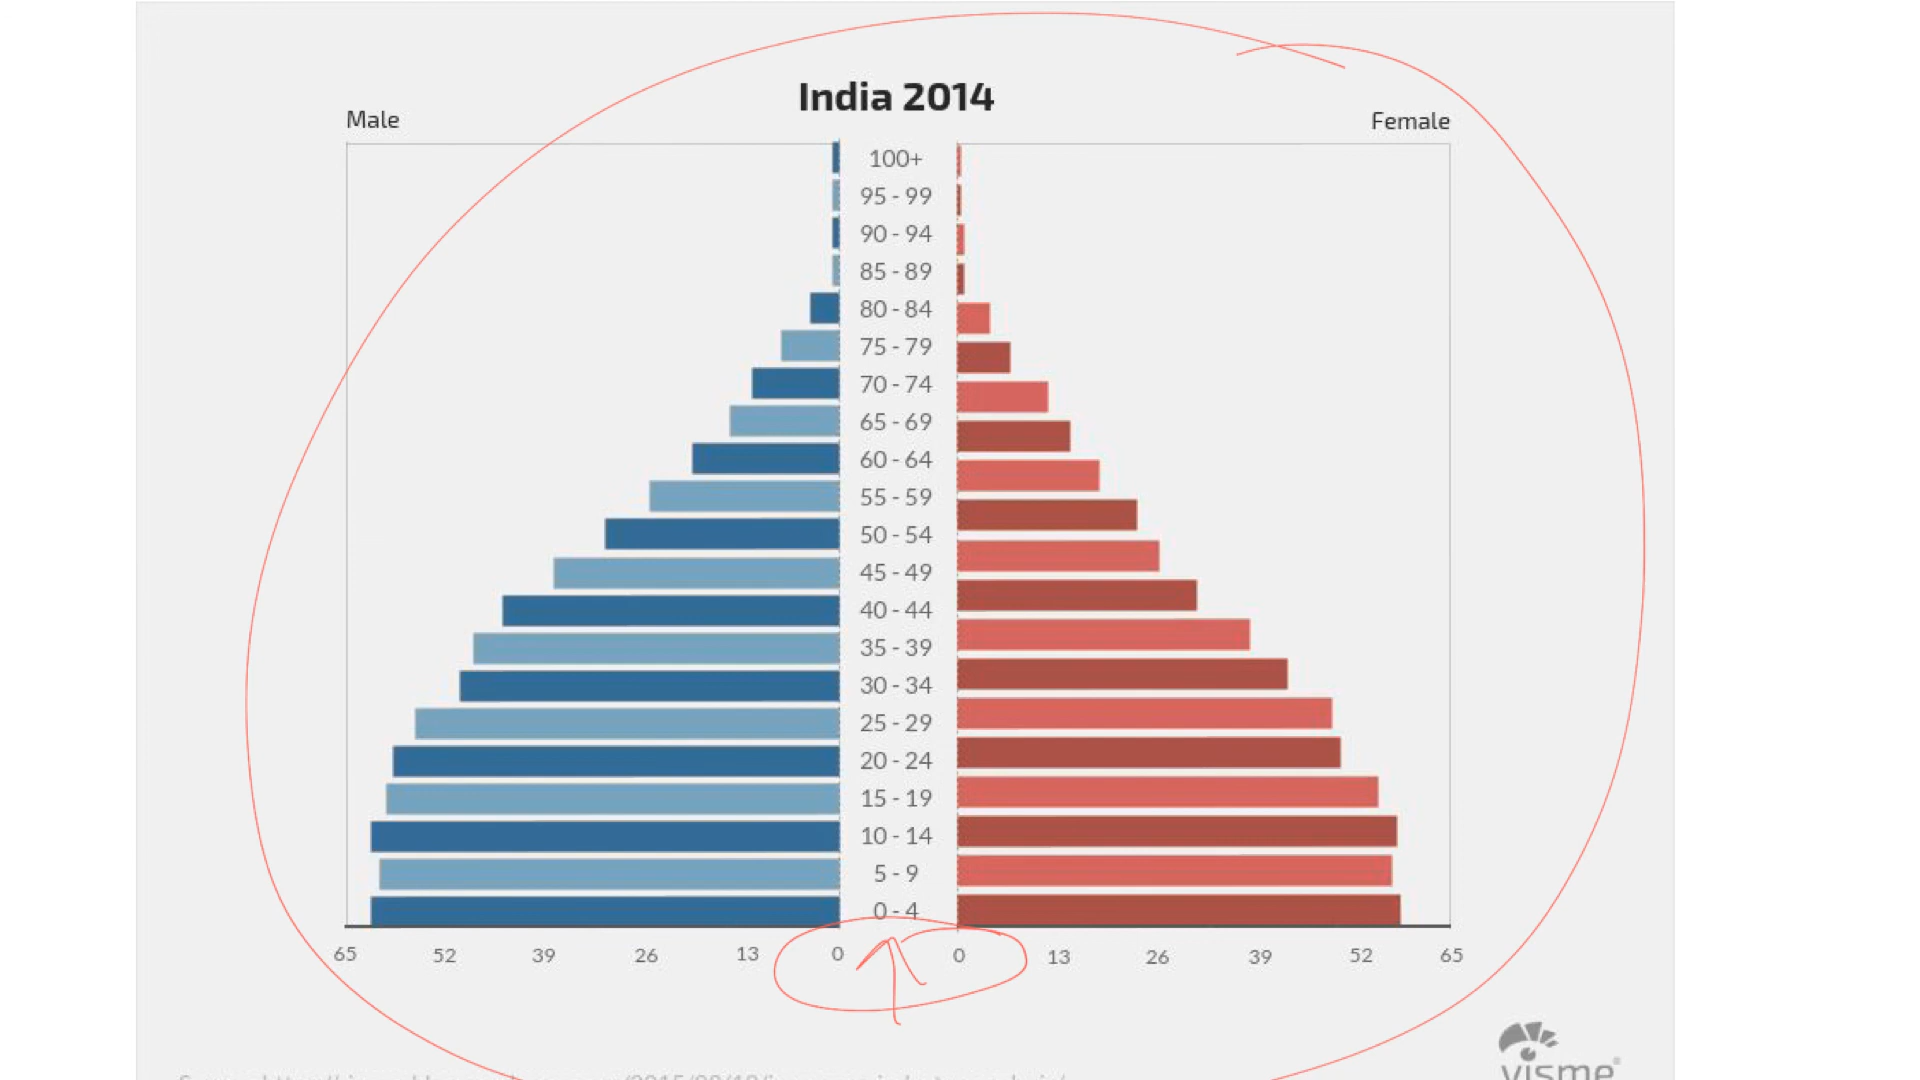 India 2014
Male
Female
100+
95 - 99
90 - 94
85 - 89
80 - 84
75 - 79
70 - 74
65 - 69
60 - 64
55 - 59
50 - 54
45 - 49
40 - 44
35 - 39
30 - 34
25 - 29
20 - 24
15 - 19
10 - 14
5 - 9
0 - 4
65 52 39 26 13 0 0 13 26 39 52 65
visme